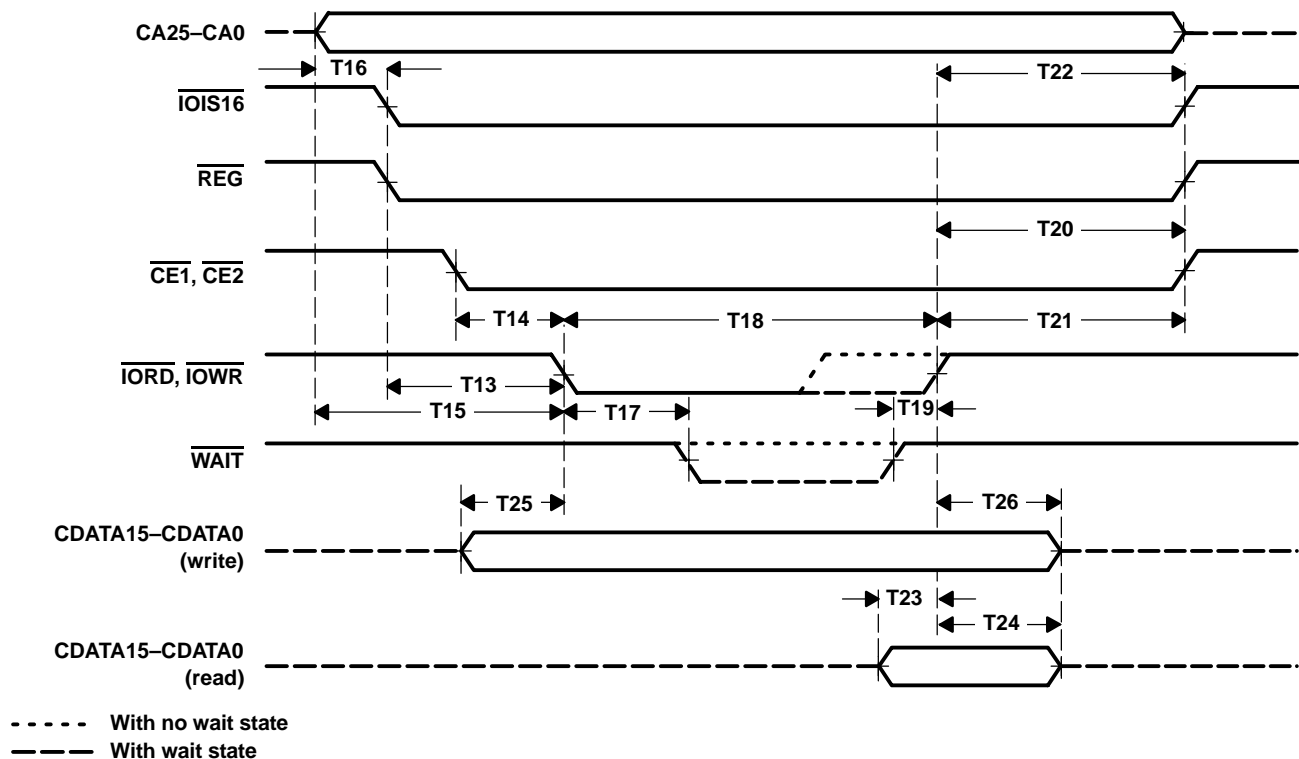 CA25–CA0
T16
T22
IOIS16
REG
T20
CE1, CE2
T14
T18
T21
IORD, IOWR
T13
T19
T15
T17
WAIT
T25
T26
CDATA15–CDATA0
(write)
T23
T24
CDATA15–CDATA0
(read)
With no wait state
With wait state